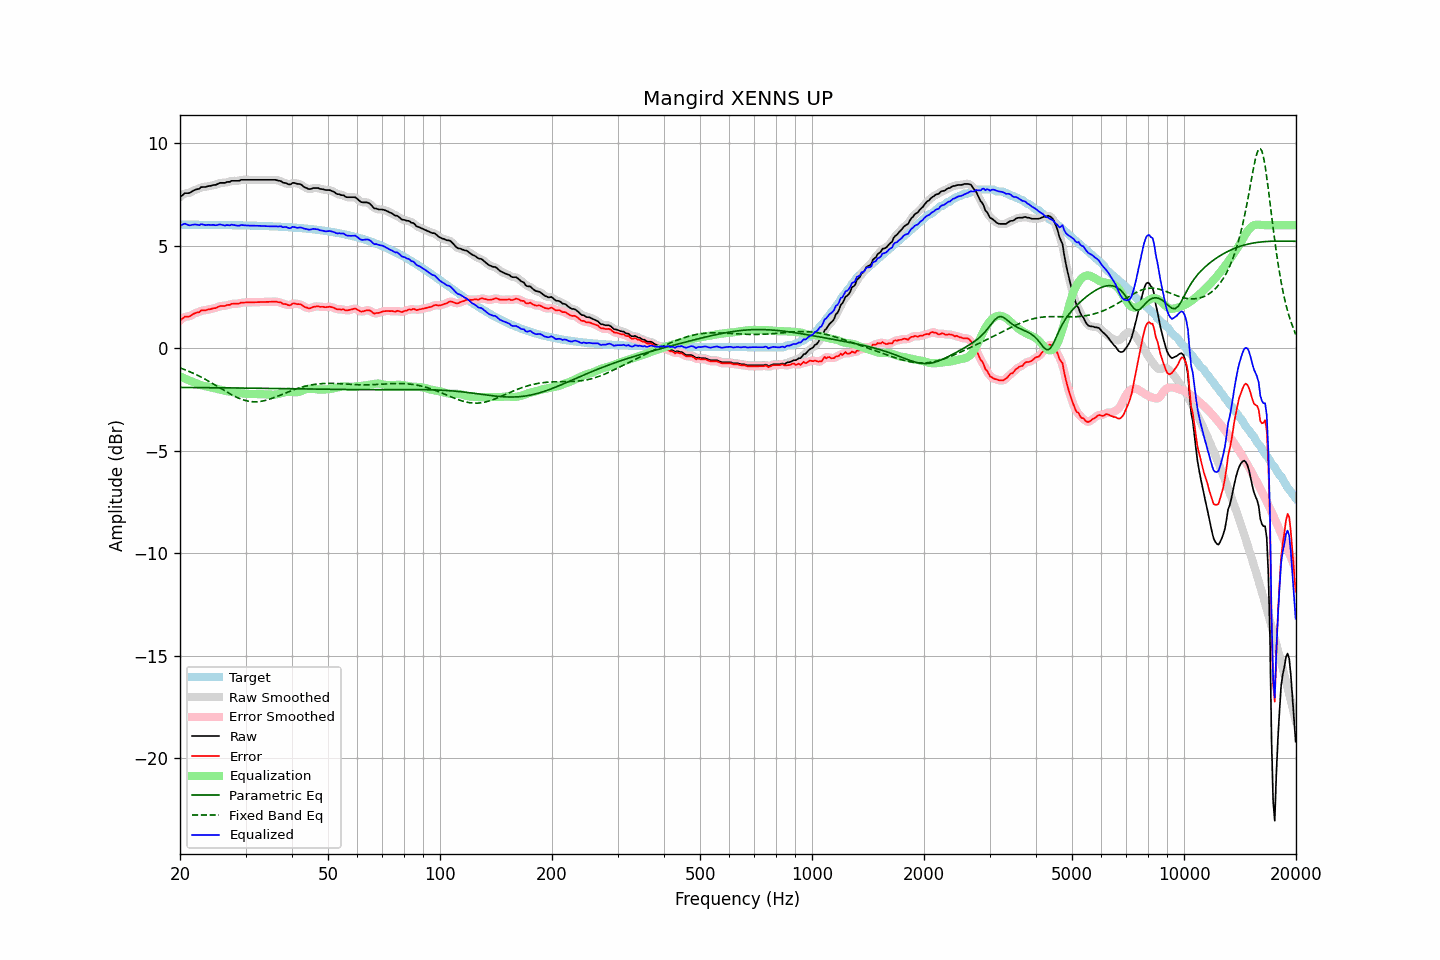 Mangird XENNS UP
10
5
0
−5
−10
−15
−20
Amplitude (dBr)
Target
Raw Smoothed
Error Smoothed
Raw
Error
Equalization
Parametric Eq
Fixed Band Eq
Equalized
20 50 100 200 500 1000 2000 5000 10000 20000
Frequency (Hz)